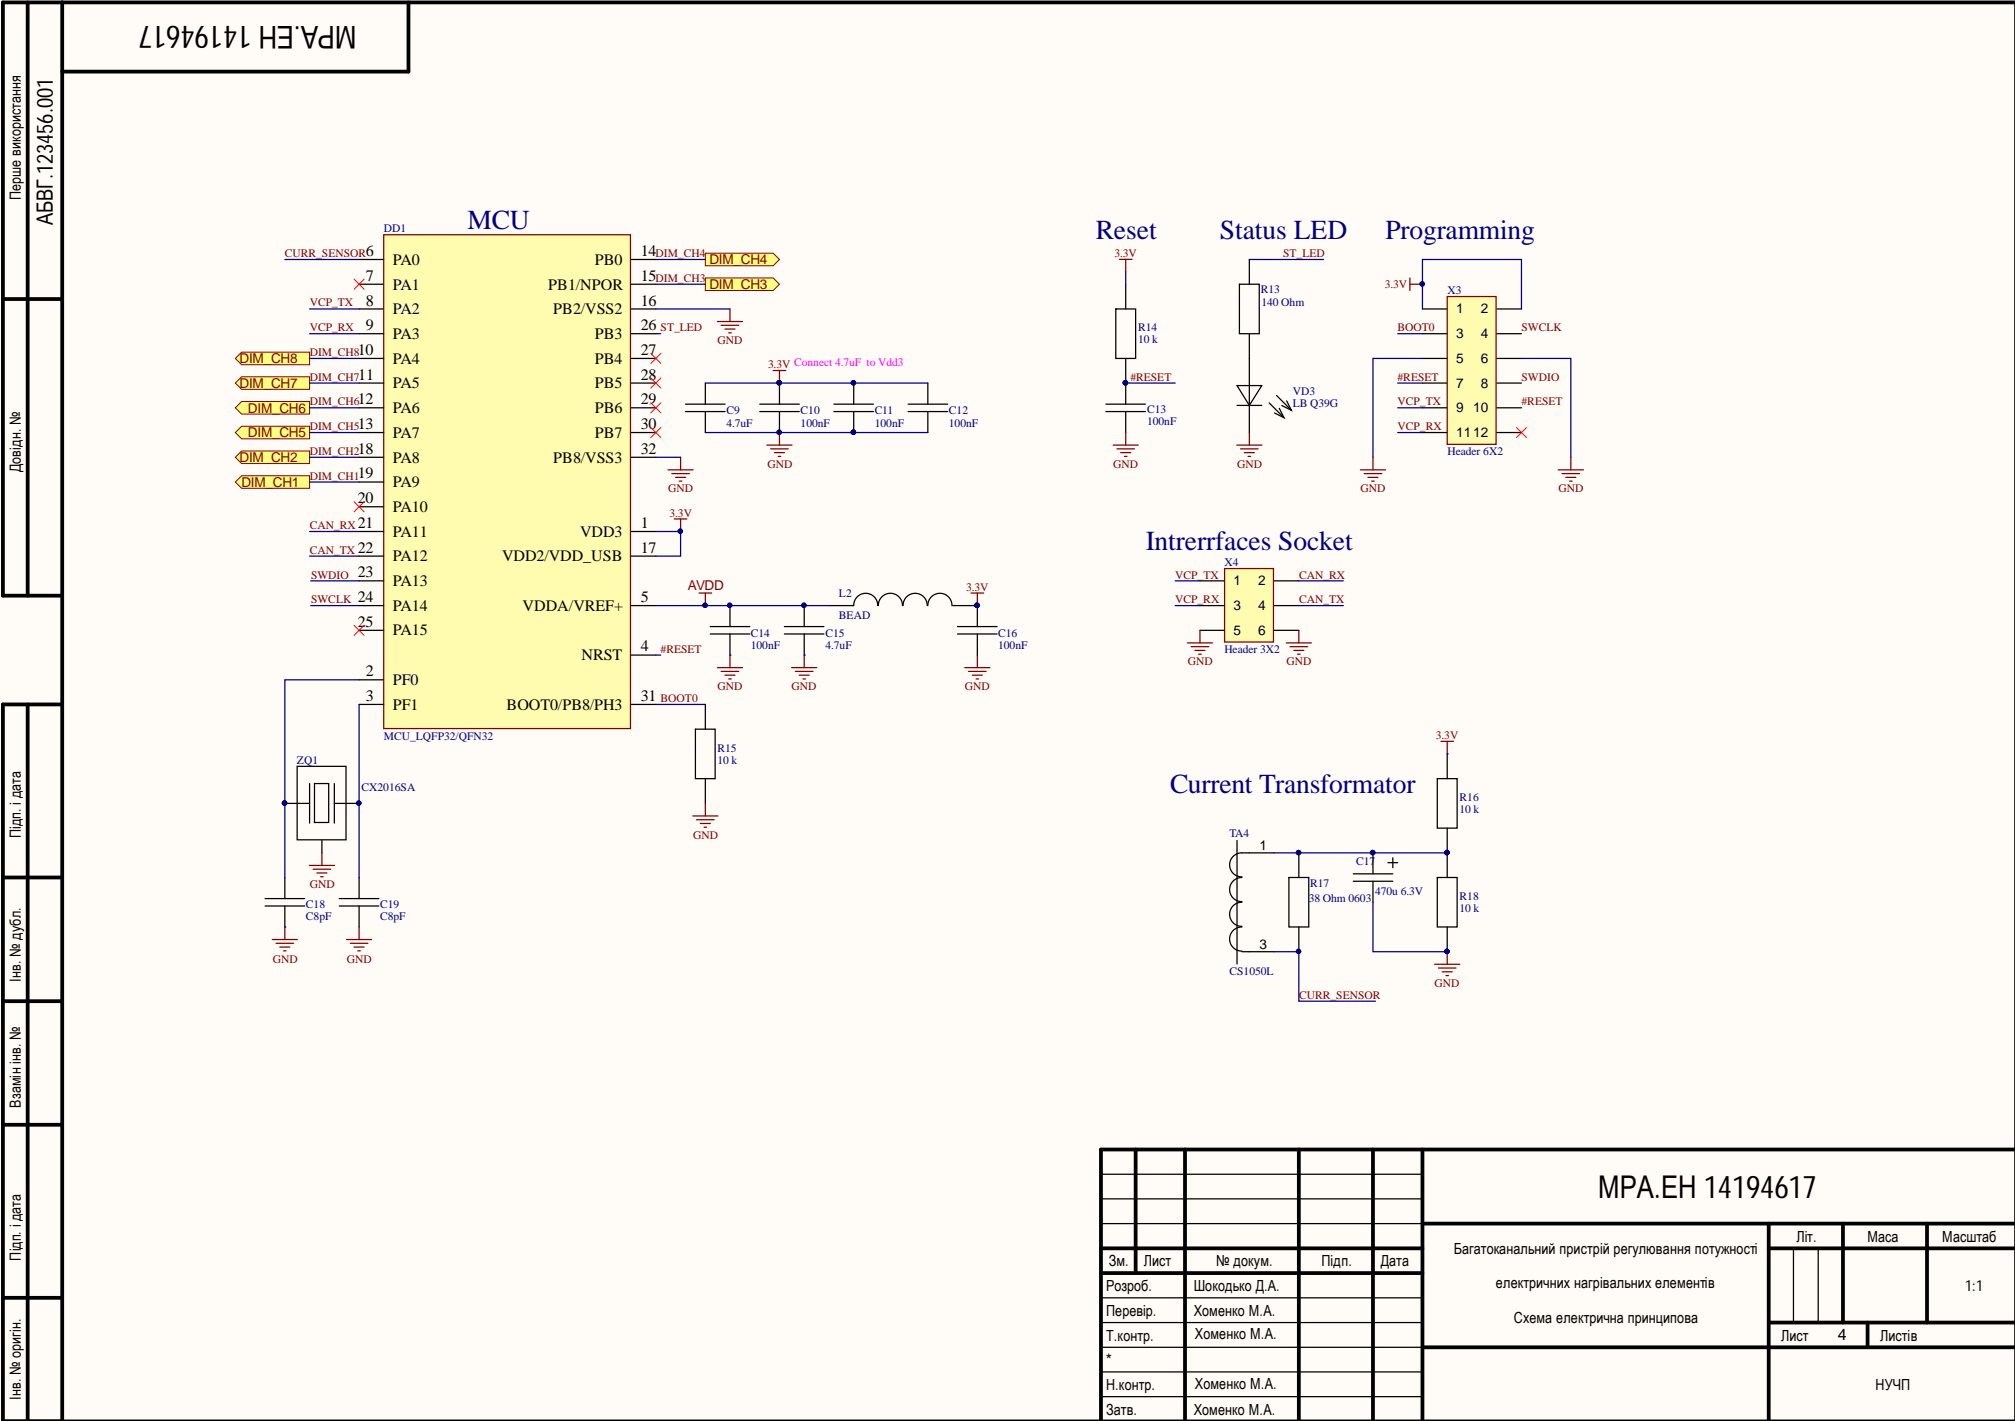 МРА.ЕН 14194617
Перше використання
АБВГ.123456.001
Довідн. №
Підп. і дата
Інв. № дубл.
Взамін інв. №
Підп. і дата
Інв. № оригін.
MCU
DD1
CURR_SENSOR 6 PA0
7 PA1
VCP_TX 8 PA2
VCP_RX 9 PA3
DIM_CH8 DIM_CH8 10 PA4
DIM_CH7 DIM_CH7 11 PA5
DIM_CH6 DIM_CH6 12 PA6
DIM_CH5 DIM_CH5 13 PA7
DIM_CH2 DIM_CH2 18 PA8
DIM_CH1 DIM_CH1 19 PA9
20 PA10
CAN_RX 21 PA11
CAN_TX 22 PA12
SWDIO 23 PA13
SWCLK 24 PA14
25 PA15
2 PF0
3 PF1
PB0 14 DIM_CH4 DIM_CH4
PB1/NPOR 15 DIM_CH3 DIM_CH3
PB2/VSS2 16
GND
PB3 26 ST_LED
PB4 27
PB5 28
PB6 29
PB7 30
PB8/VSS3 32
GND
3.3V
VDD3 1
VDD2/VDD_USB 17
VDDA/VREF+ 5
NRST 4 #RESET
BOOT0/PB8/PH3 31 BOOT0
MCU_LQFP32/QFN32
3.3V Connect 4.7uF to Vdd3
C9
4.7uF
C10
100nF
C11
100nF
C12
100nF
GND
AVDD
L2
BEAD
3.3V
C14
100nF
C15
4.7uF
C16
100nF
GND
GND
GND
R15
10 k
GND
ZQ1
CX2016SA
GND
C18
C8pF
C19
C8pF
GND
GND
Reset
3.3V
R14
10 k
#RESET
C13
100nF
GND
Status LED
ST_LED
R13
140 Ohm
VD3
LB Q39G
GND
Programming
3.3V
X3
1 2
BOOT0 3 4 SWCLK
5 6
#RESET 7 8 SWDIO
VCP_TX 9 10 #RESET
VCP_RX 11 12
Header 6X2
GND
GND
Intrerrfaces Socket
X4
VCP_TX 1 2 CAN_RX
VCP_RX 3 4 CAN_TX
5 6
Header 3X2
GND
GND
Current Transformator
3.3V
R16
10 k
TA4
1
3
CS1050L
R17
38 Ohm 0603
C17
+
470u 6.3V
R18
10 k
GND
CURR_SENSOR
МРА.ЕН 14194617
Багатоканальний пристрій регулювання потужності
електричних нагрівальних елементів
Схема електрична принципова
Літ. Маса Масштаб
1:1
Лист 4 Листів
НУЧП
Зм. Лист № докум. Підп. Дата
Розроб. Шокодько Д.А.
Перевір. Хоменко М.А.
Т.контр. Хоменко М.А.
*
Н.контр. Хоменко М.А.
Затв. Хоменко М.А.